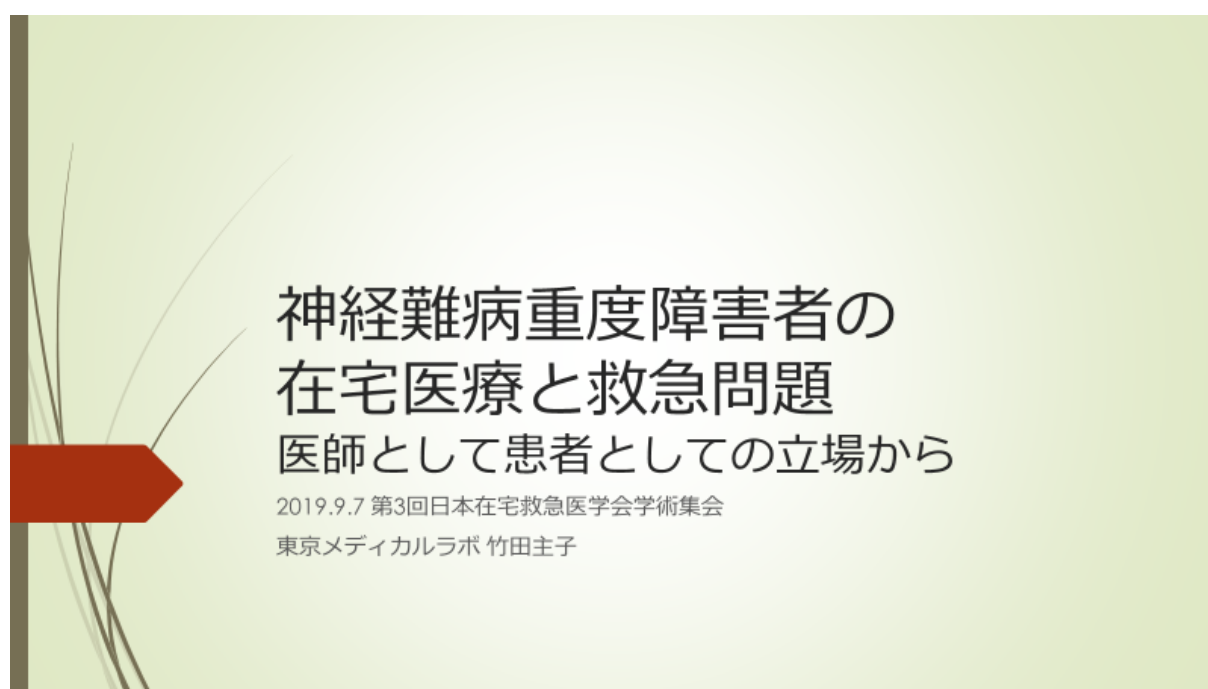 神経難病重度障害者の
在宅医療と救急問題
医師として患者としての立場から
2019.9.7 第3回日本在宅救急医学会学術集会
東京メディカルラボ 竹田主子